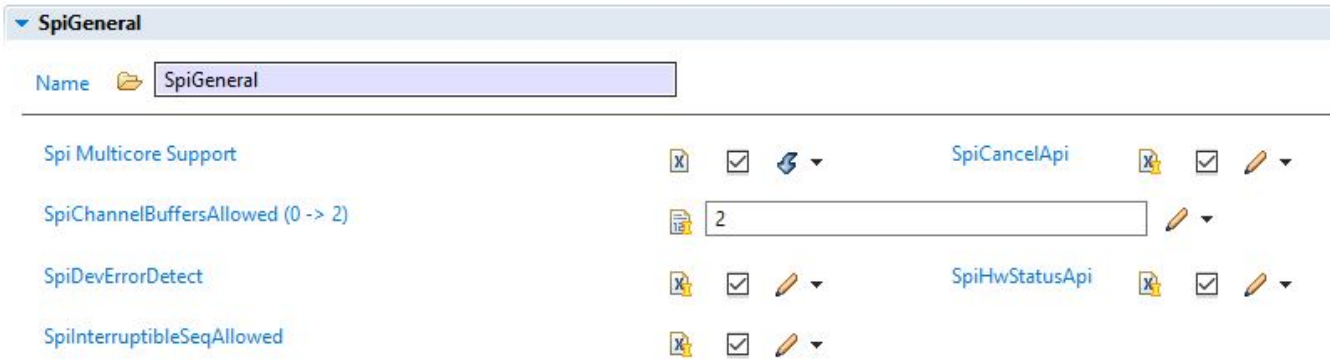 SpiGeneral
Name SpiGeneral
Spi Multicore Support SpiCancelApi
SpiChannelBuffersAllowed (0 -> 2) 2
SpiDevErrorDetect SpiHwStatusApi
SpiInterruptibleSeqAllowed